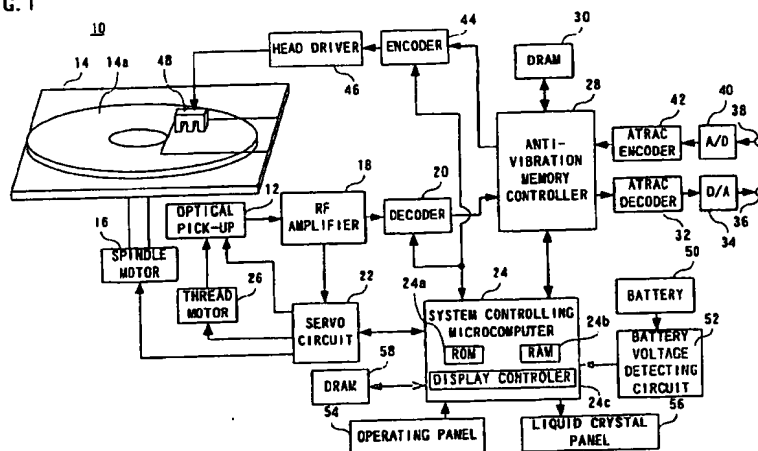 G. 1
10
14
14a
48
HEAD DRIVER
46
ENCODER
44
30
DRAM
28
ANTI-
VIBRATION
MEMORY
CONTROLLER
42
ATRAC
ENCODER
40
A/D
38
ATRAC
DECODER
32
D/A
34
36
12
OPTICAL
PICK-UP
18
RF
AMPLIFIER
20
DECODER
16
SPINDLE
MOTOR
THREAD
MOTOR
26
22
SERVO
CIRCUIT
24
24a
SYSTEM CONTROLLING
MICROCOMPUTER
24b
ROM
RAM
DISPLAY CONTROLER
24c
50
BATTERY
52
BATTERY
VOLTAGE
DETECTING
CIRCUIT
58
DRAM
54
OPERATING PANEL
LIQUID CRYSTAL
PANEL
56